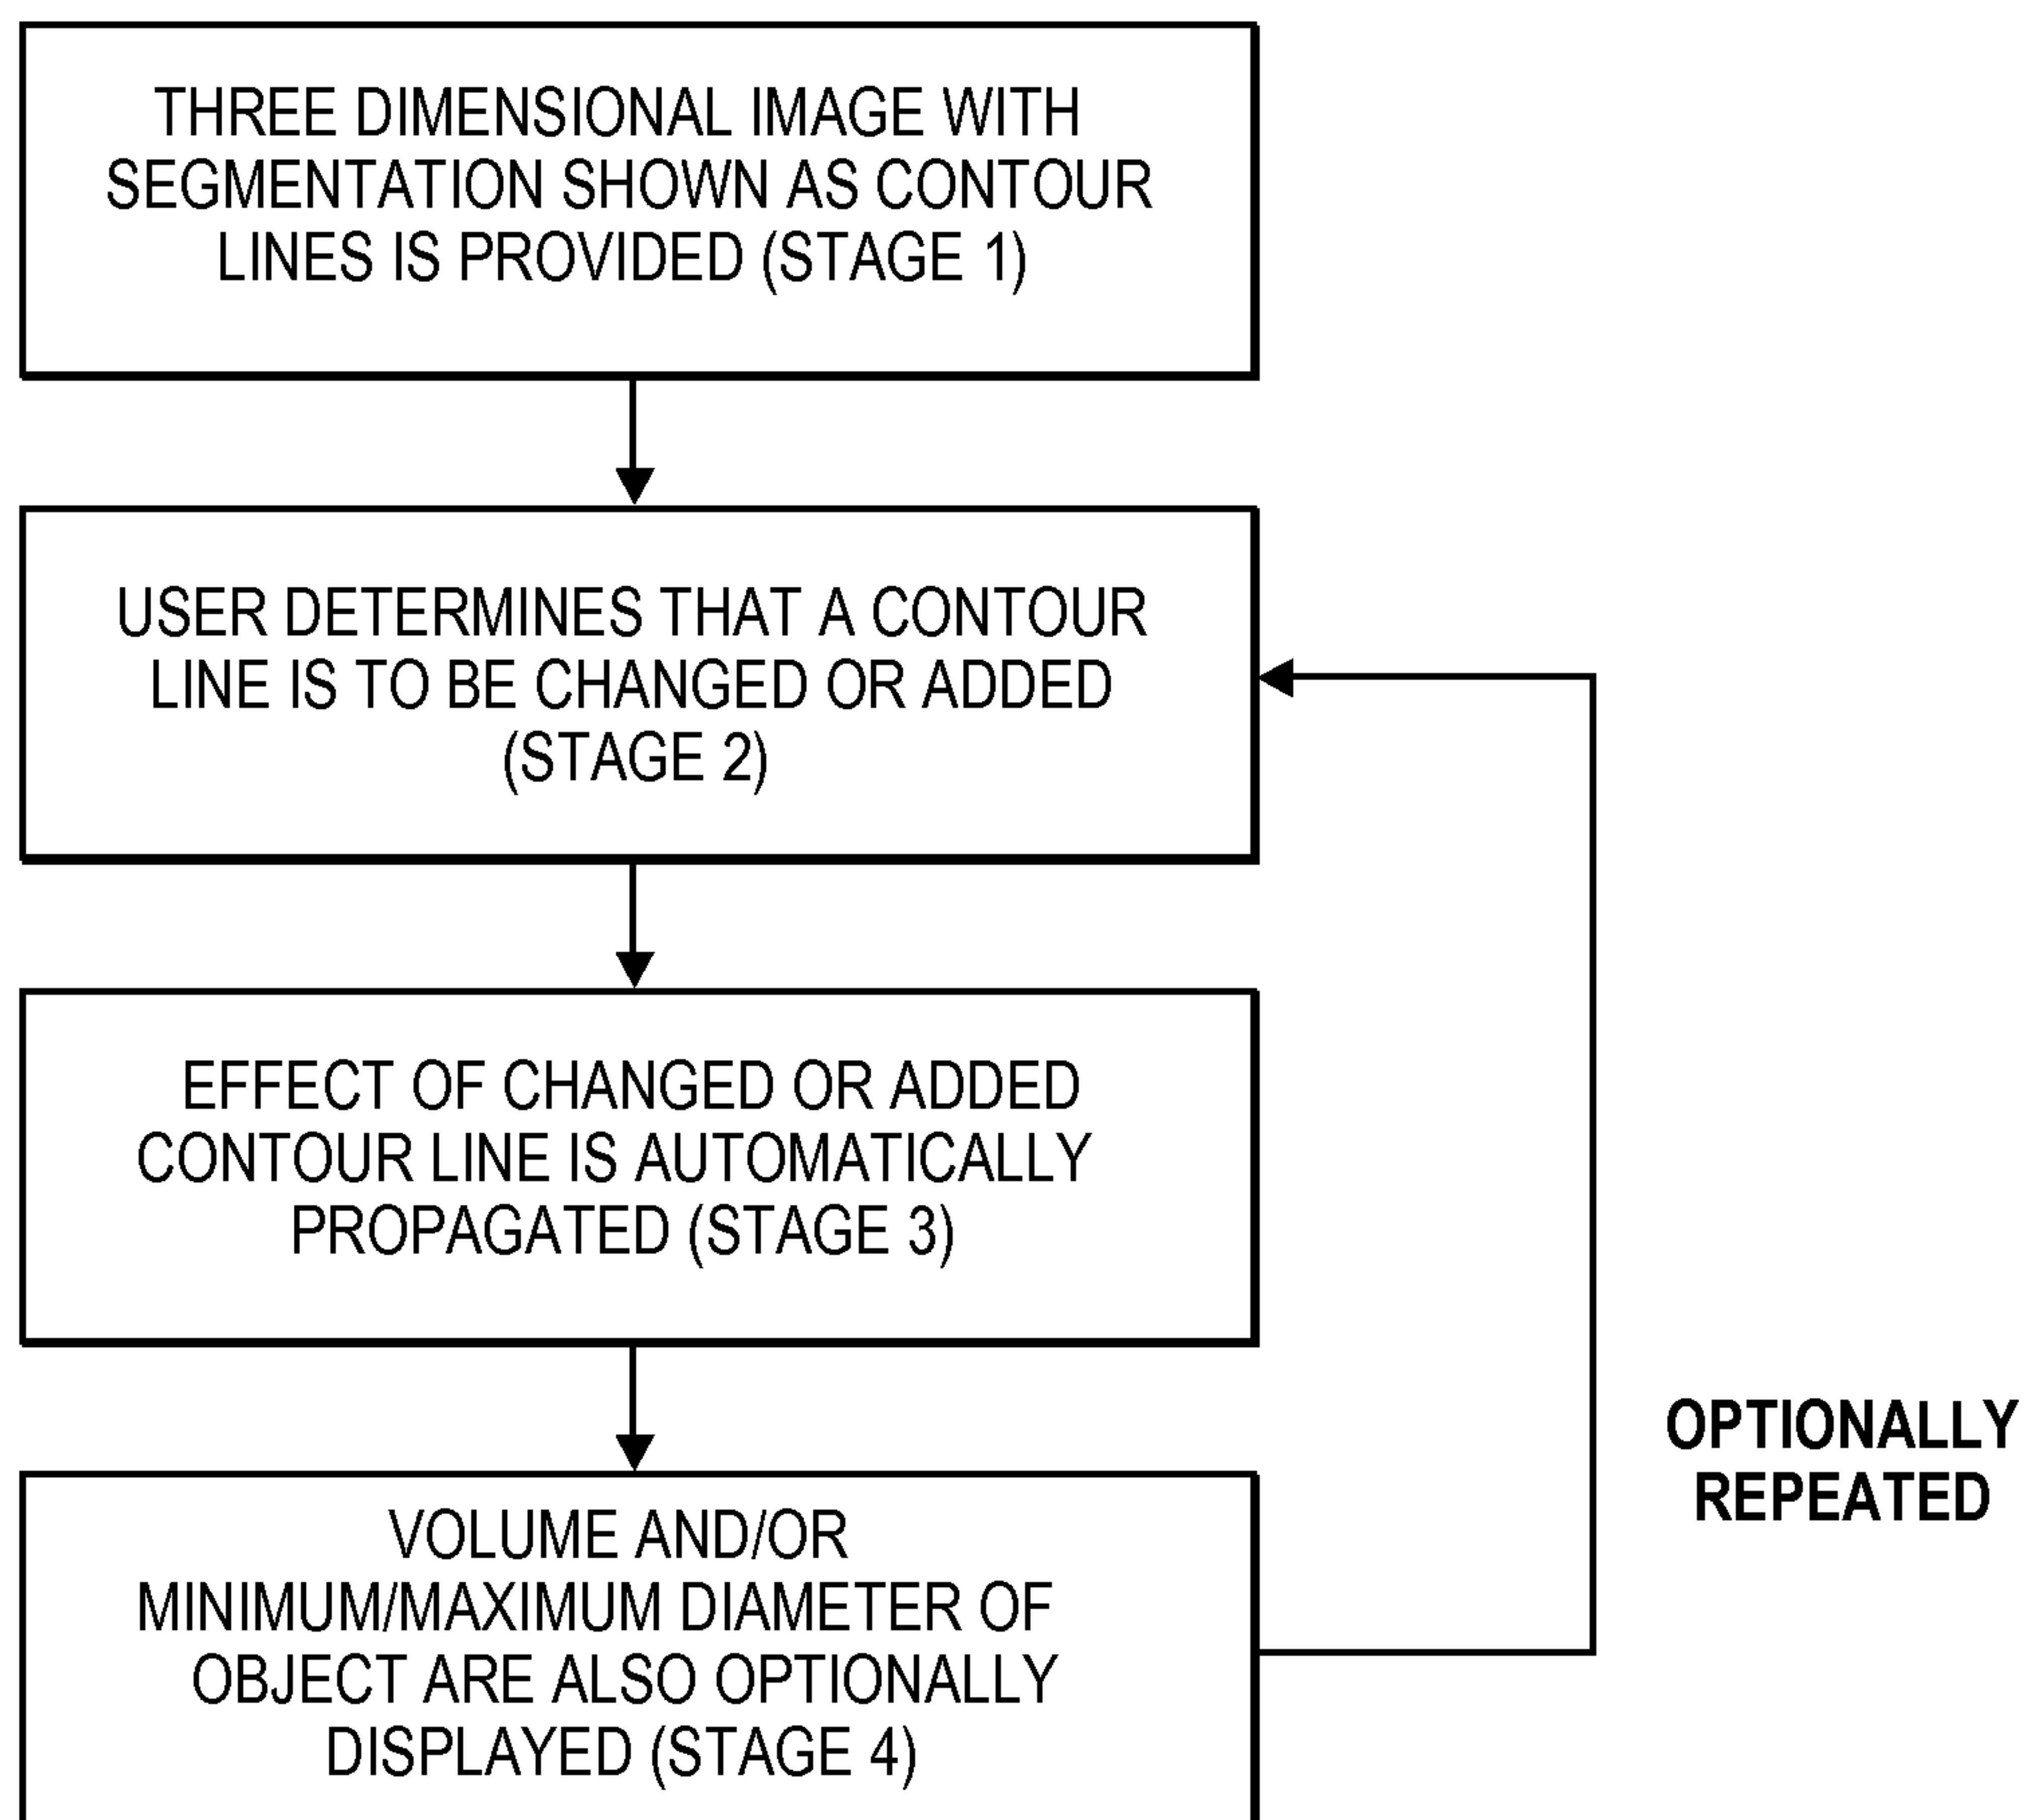 THREE DIMENSIONAL IMAGE WITH
SEGMENTATION SHOWN AS CONTOUR
LINES IS PROVIDED (STAGE 1)
USER DETERMINES THAT A CONTOUR
LINE IS TO BE CHANGED OR ADDED
(STAGE 2)
EFFECT OF CHANGED OR ADDED
CONTOUR LINE IS AUTOMATICALLY
PROPAGATED (STAGE 3)
VOLUME AND/OR
MINIMUM/MAXIMUM DIAMETER OF
OBJECT ARE ALSO OPTIONALLY
DISPLAYED (STAGE 4)
OPTIONALLY
REPEATED